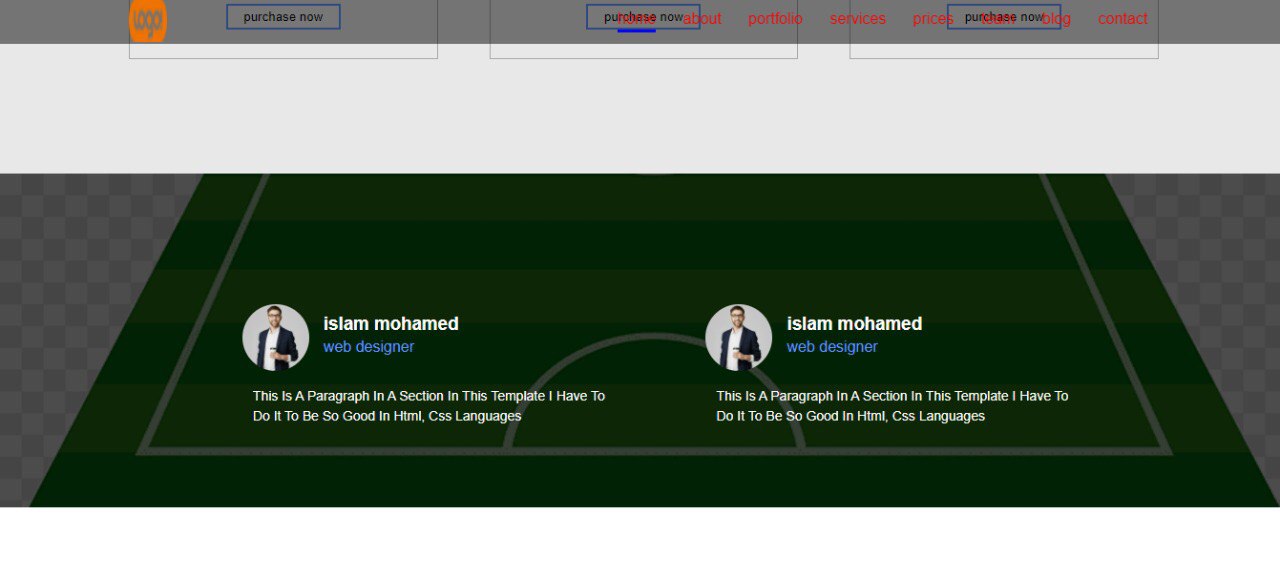 logo
purchase now
purchase now
purchase now
home about portfolio services prices team blog contact
islam mohamed
web designer
This Is A Paragraph In A Section In This Template I Have To
Do It To Be So Good In Html, Css Languages
islam mohamed
web designer
This Is A Paragraph In A Section In This Template I Have To
Do It To Be So Good In Html, Css Languages